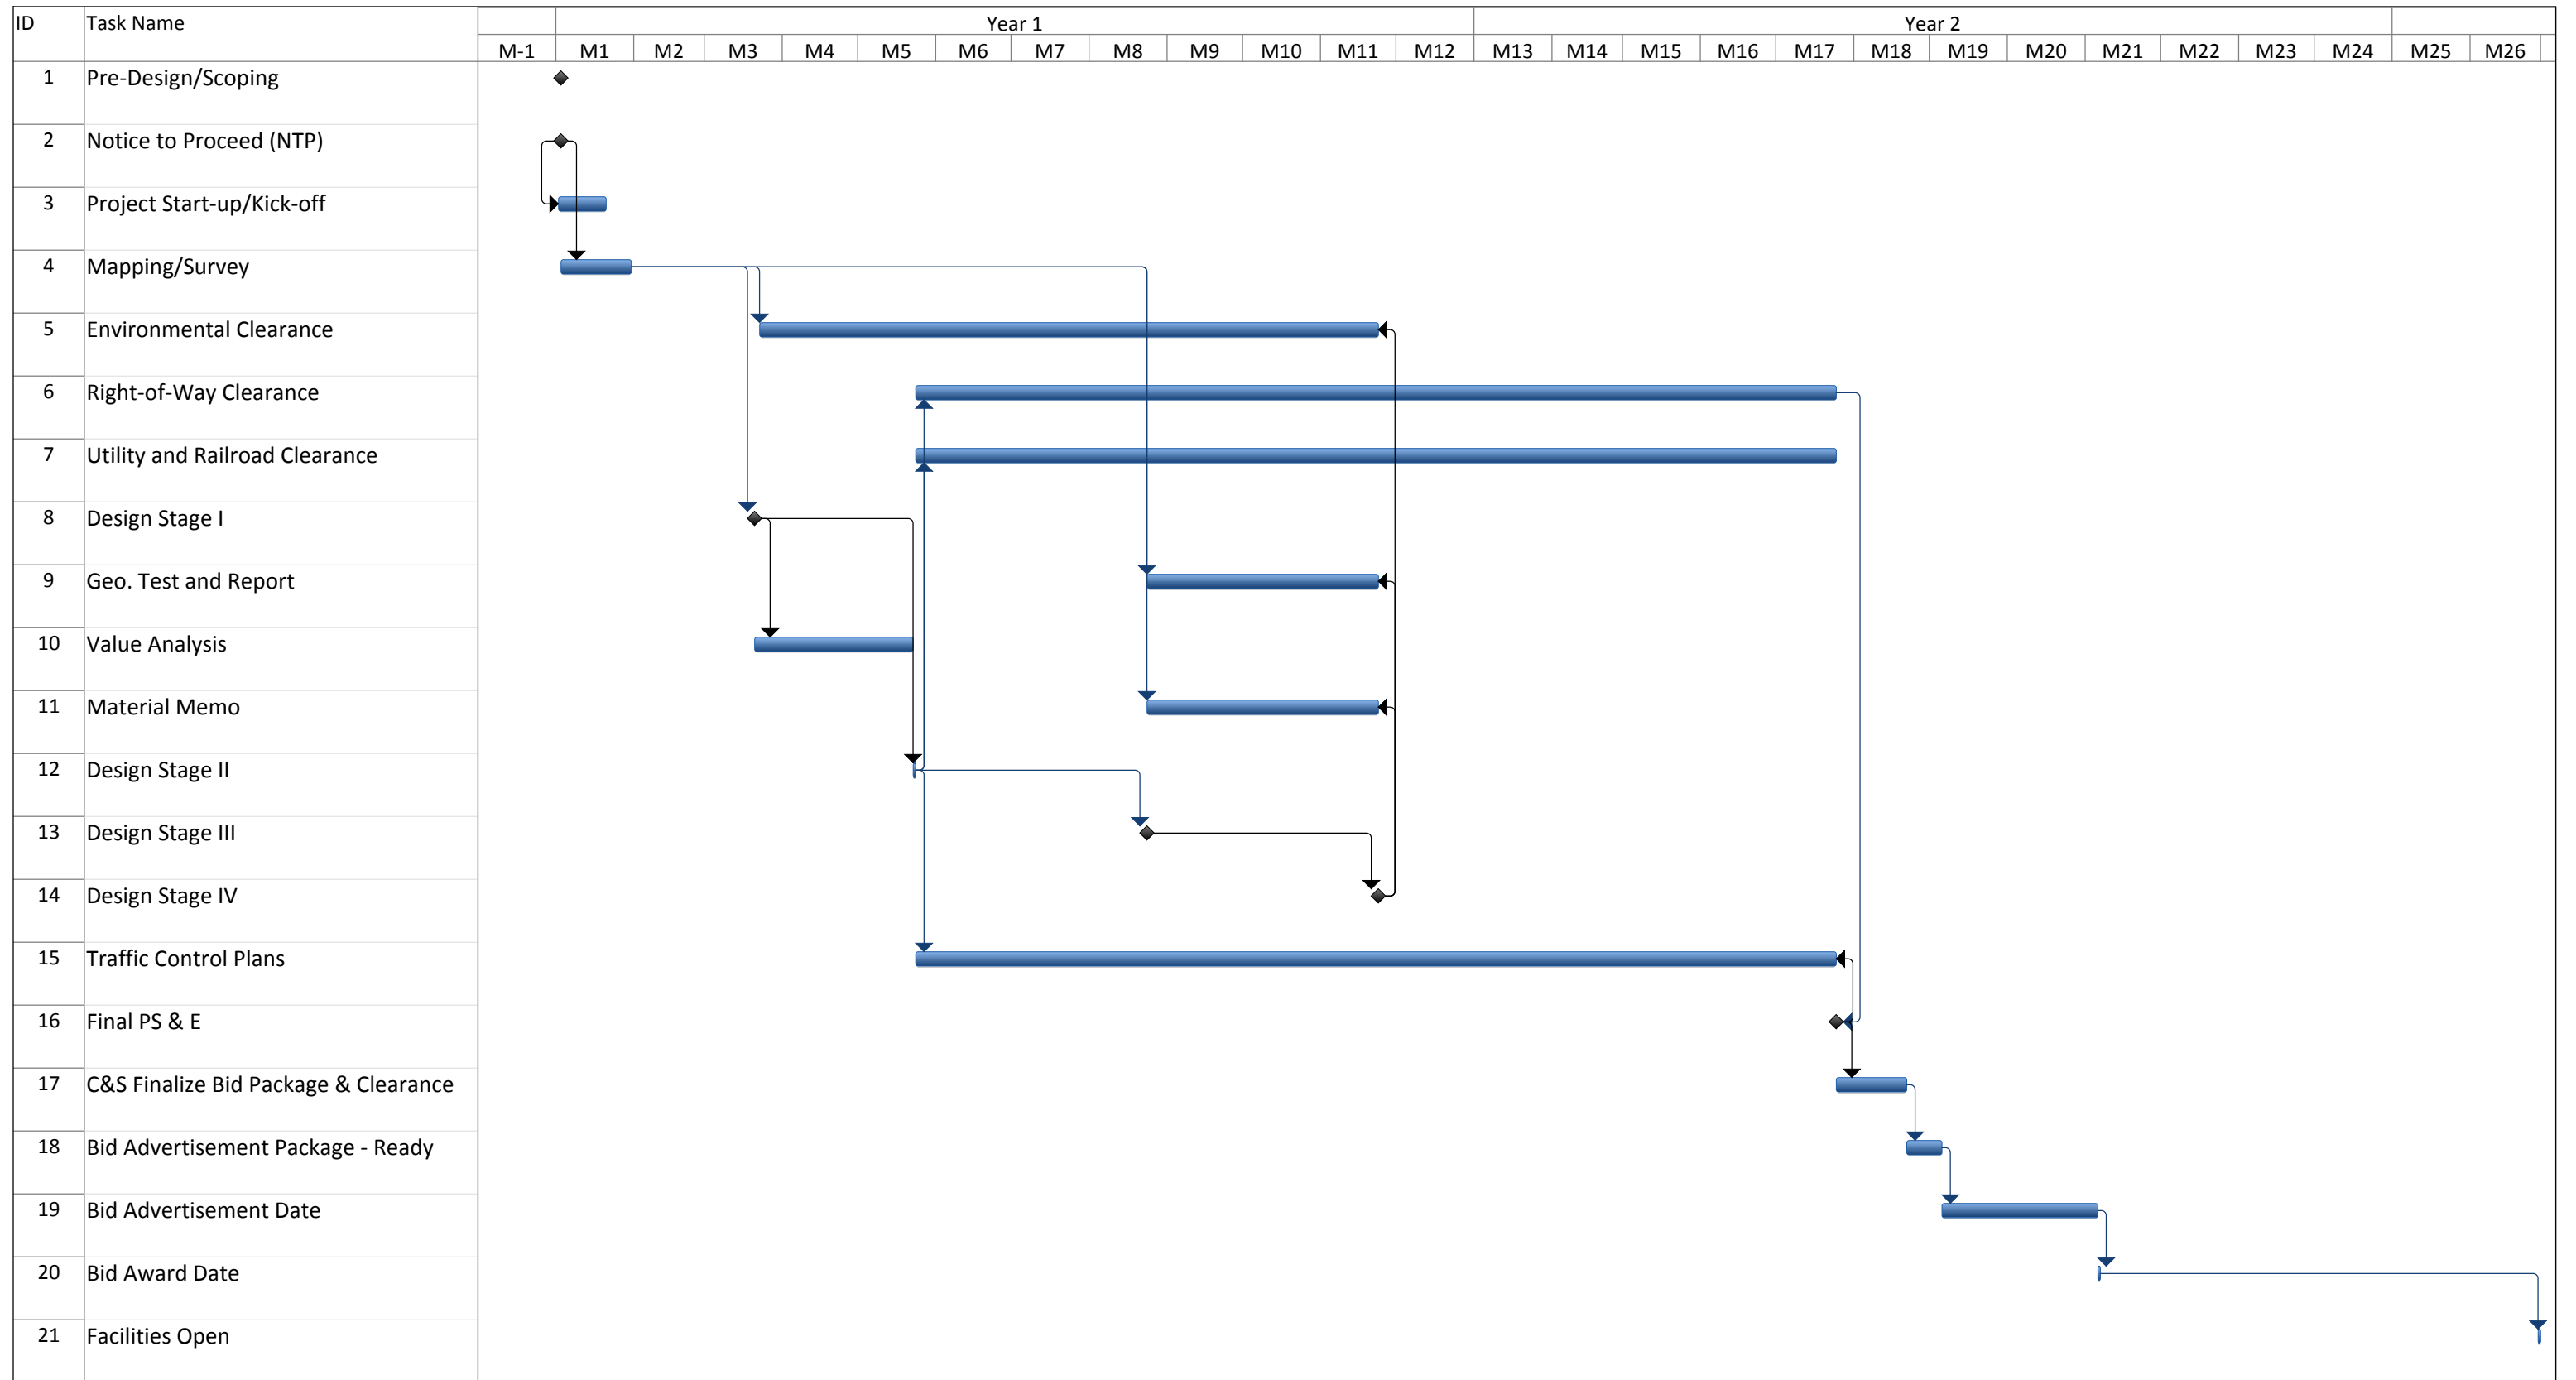 ID Task Name Year 1 Year 2
M-1 M1 M2 M3 M4 M5 M6 M7 M8 M9 M10 M11 M12 M13 M14 M15 M16 M17 M18 M19 M20 M21 M22 M23 M24 M25 M26
1 Pre-Design/Scoping
2 Notice to Proceed (NTP)
3 Project Start-up/Kick-off
4 Mapping/Survey
5 Environmental Clearance
6 Right-of-Way Clearance
7 Utility and Railroad Clearance
8 Design Stage I
9 Geo. Test and Report
10 Value Analysis
11 Material Memo
12 Design Stage II
13 Design Stage III
14 Design Stage IV
15 Traffic Control Plans
16 Final PS & E
17 C&S Finalize Bid Package & Clearance
18 Bid Advertisement Package - Ready
19 Bid Advertisement Date
20 Bid Award Date
21 Facilities Open